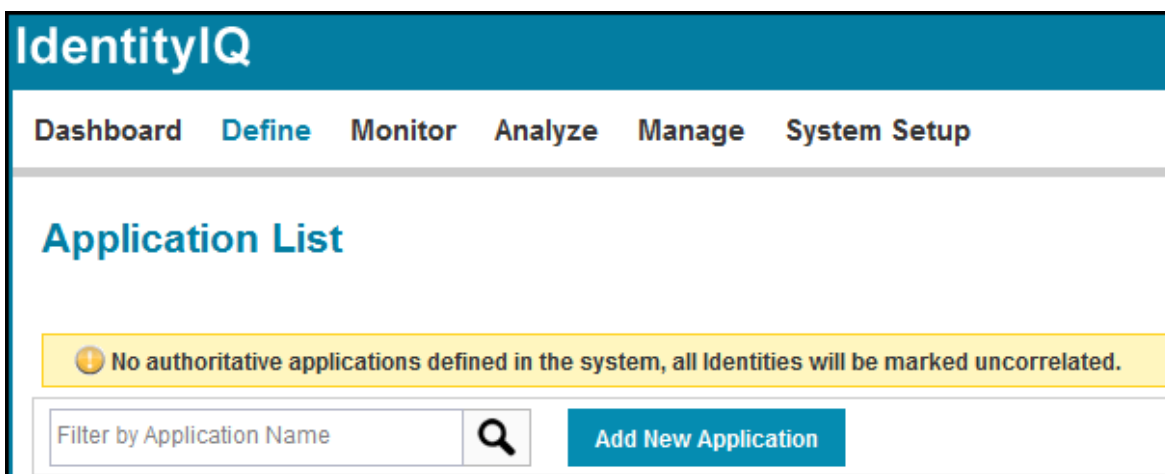 IdentityIQ
Dashboard Define Monitor Analyze Manage System Setup
Application List
No authoritative applications defined in the system, all Identities will be marked uncorrelated.
Filter by Application Name Add New Application